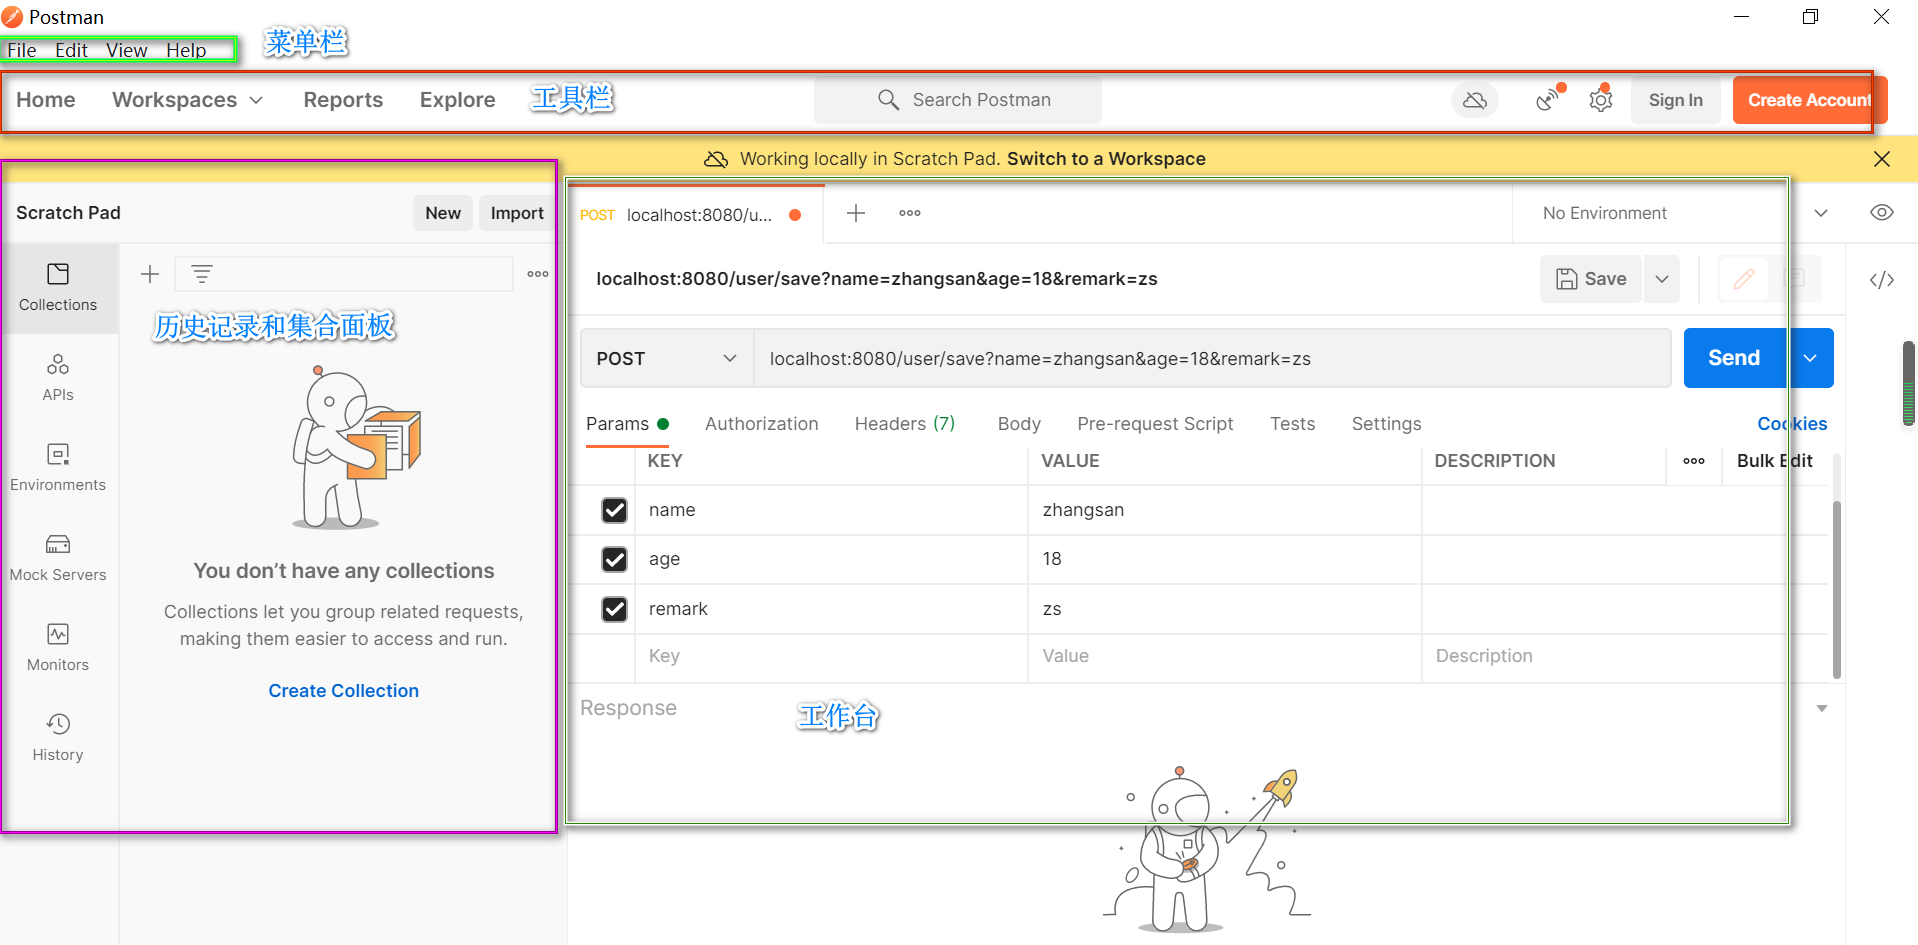 Postman
File Edit View Help 菜单栏
Home Workspaces Reports Explore 工具栏 Search Postman Sign In Create Account
Working locally in Scratch Pad. Switch to a Workspace
Scratch Pad New Import
POST localhost:8080/u... No Environment
localhost:8080/user/save?name=zhangsan&age=18&remark=zs Save
Collections
历史记录和集合面板
POST localhost:8080/user/save?name=zhangsan&age=18&remark=zs Send
APIs
Params Authorization Headers (7) Body Pre-request Script Tests Settings Cookies
KEY VALUE DESCRIPTION Bulk Edit
Environments
name zhangsan
age 18
Mock Servers
You don’t have any collections
remark zs
Collections let you group related requests,
making them easier to access and run.
Key Value Description
Monitors
Create Collection
Response 工作台
History